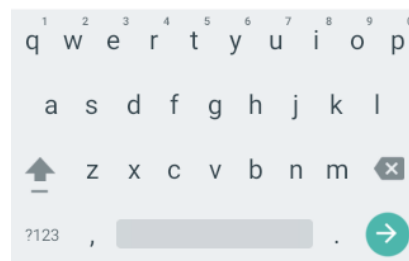 1 2 3 4 5 6 7 8 9
q w e r t y u i o p
a s d f g h j k l
z x c v b n m
?123 , .